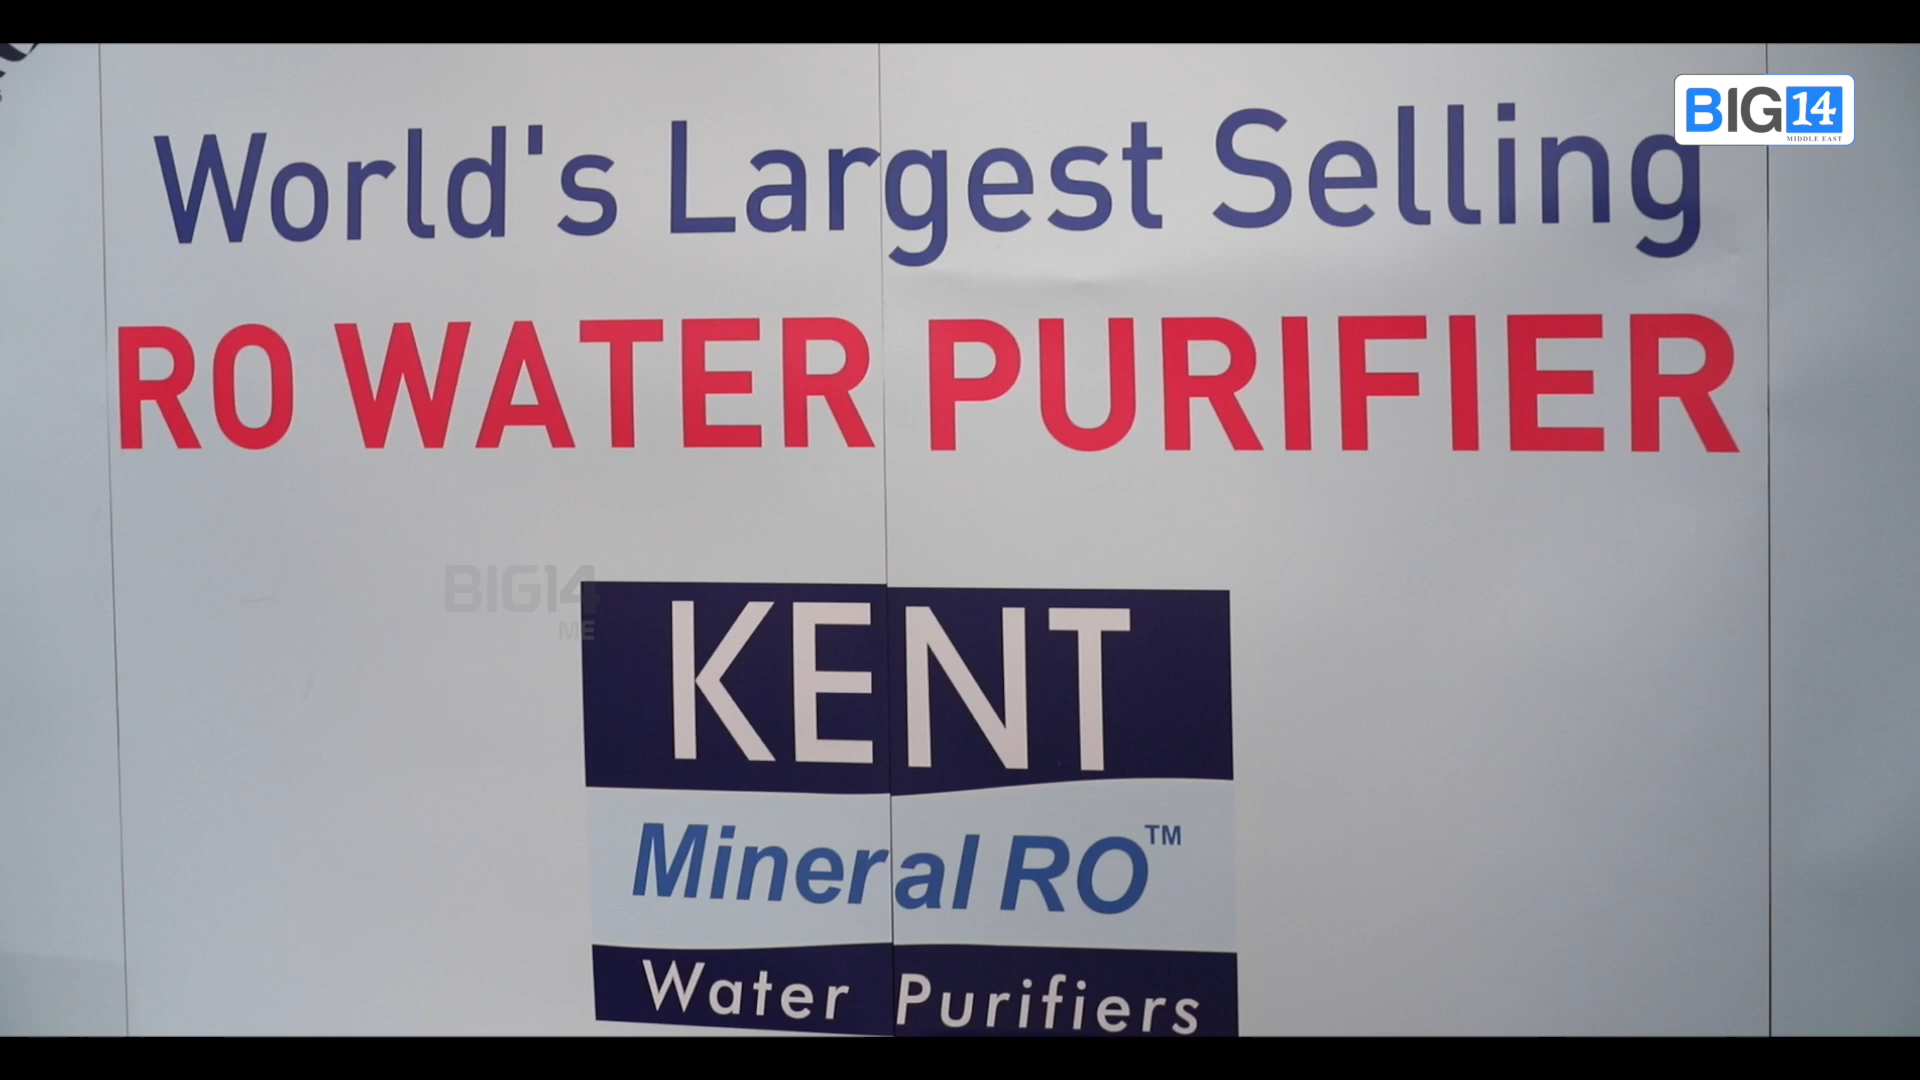 BIG14
MIDDLE EAST
World's Largest Selling
RO WATER PURIFIER
BIG14
ME
KENT
Mineral RO™
Water Purifiers